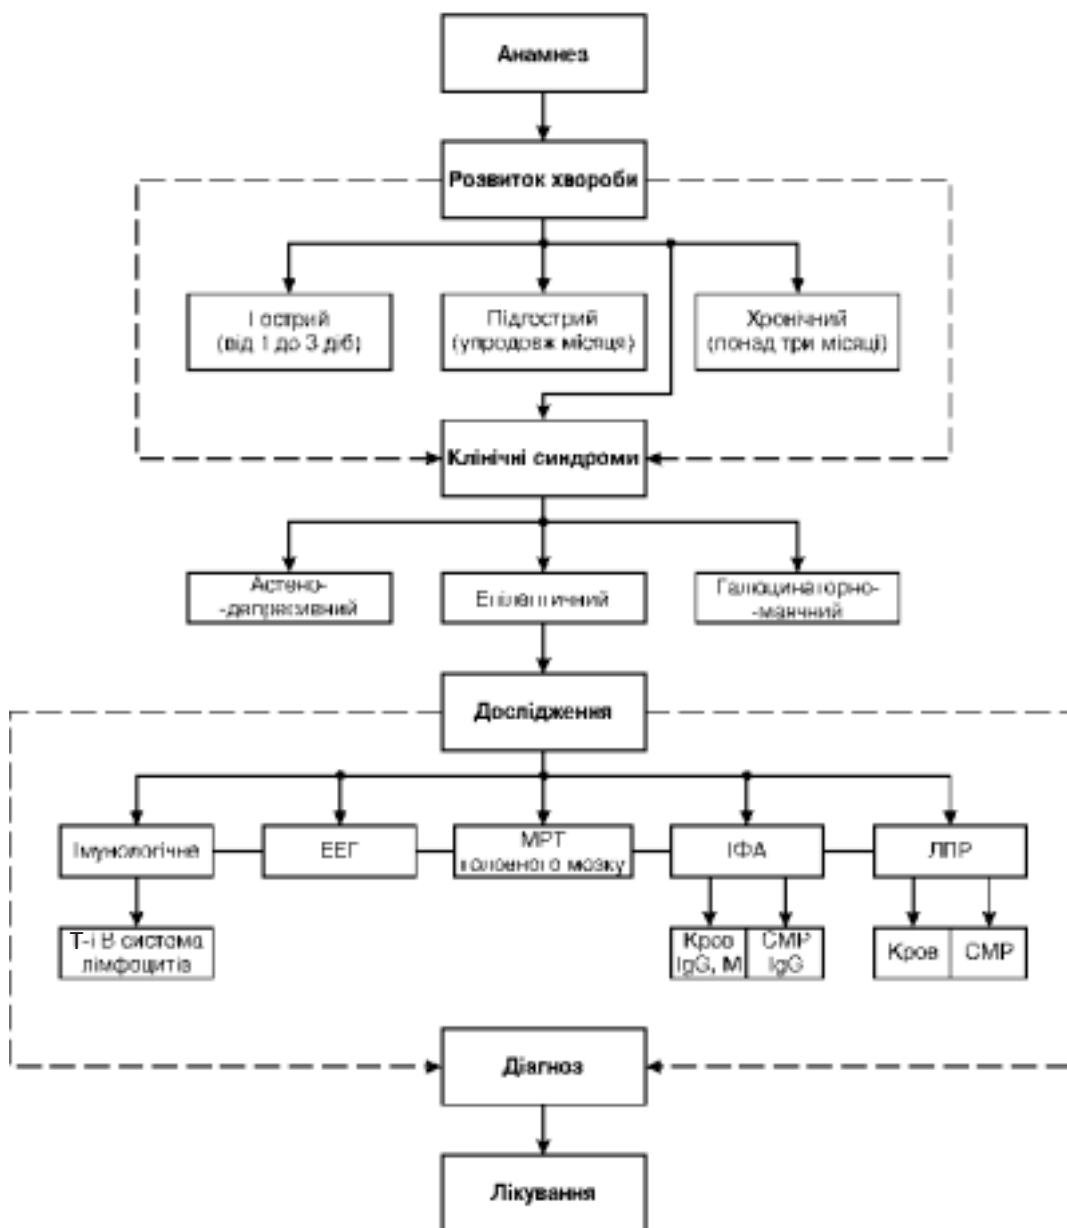 Анамнез
Розвиток хвороби
Гострий
(від 1 до 3 діб)
Підгострий
(упродовж місяця)
Хронічний
(понад три місяці)
Клінічні синдроми
Астено-
-депресивний
Епілептичний
Галюцинаторно-
-маячний
Дослідження
Імунологічне
ЕЕГ
МРТ
головного мозку
ІФА
ЛПР
Т-і В система
лімфоцитів
Кров
IgG, M
СМР
IgG
Кров
СМР
Діагноз
Лікування